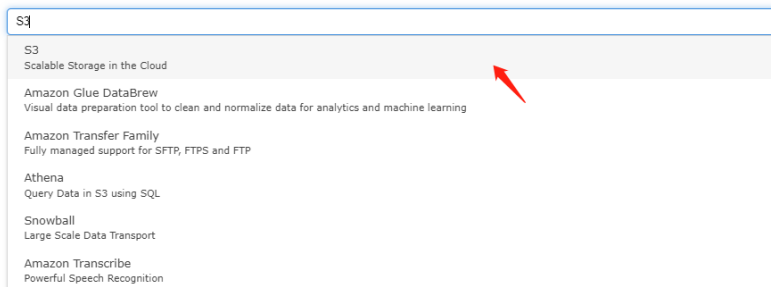 S3
S3
Scalable Storage in the Cloud
Amazon Glue DataBrew
Visual data preparation tool to clean and normalize data for analytics and machine learning
Amazon Transfer Family
Fully managed support for SFTP, FTPS and FTP
Athena
Query Data in S3 using SQL
Snowball
Large Scale Data Transport
Amazon Transcribe
Powerful Speech Recognition